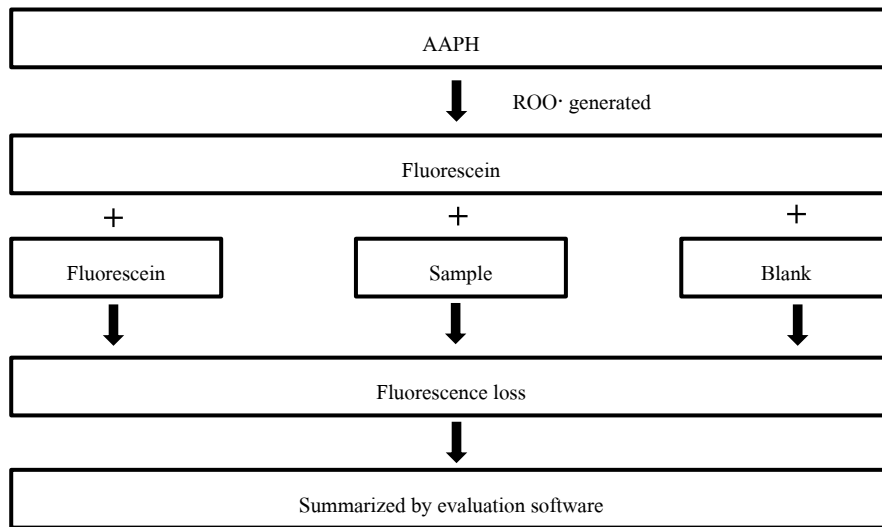 AAPH
ROO· generated
Fluorescein
+ + +
Fluorescein Sample Blank
Fluorescence loss
Summarized by evaluation software